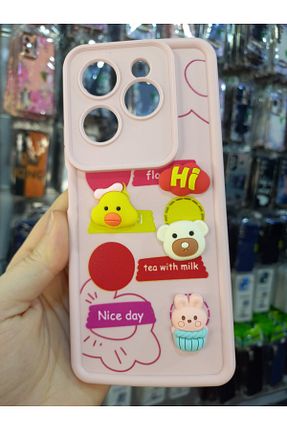 Hi
tea with milk
Nice day